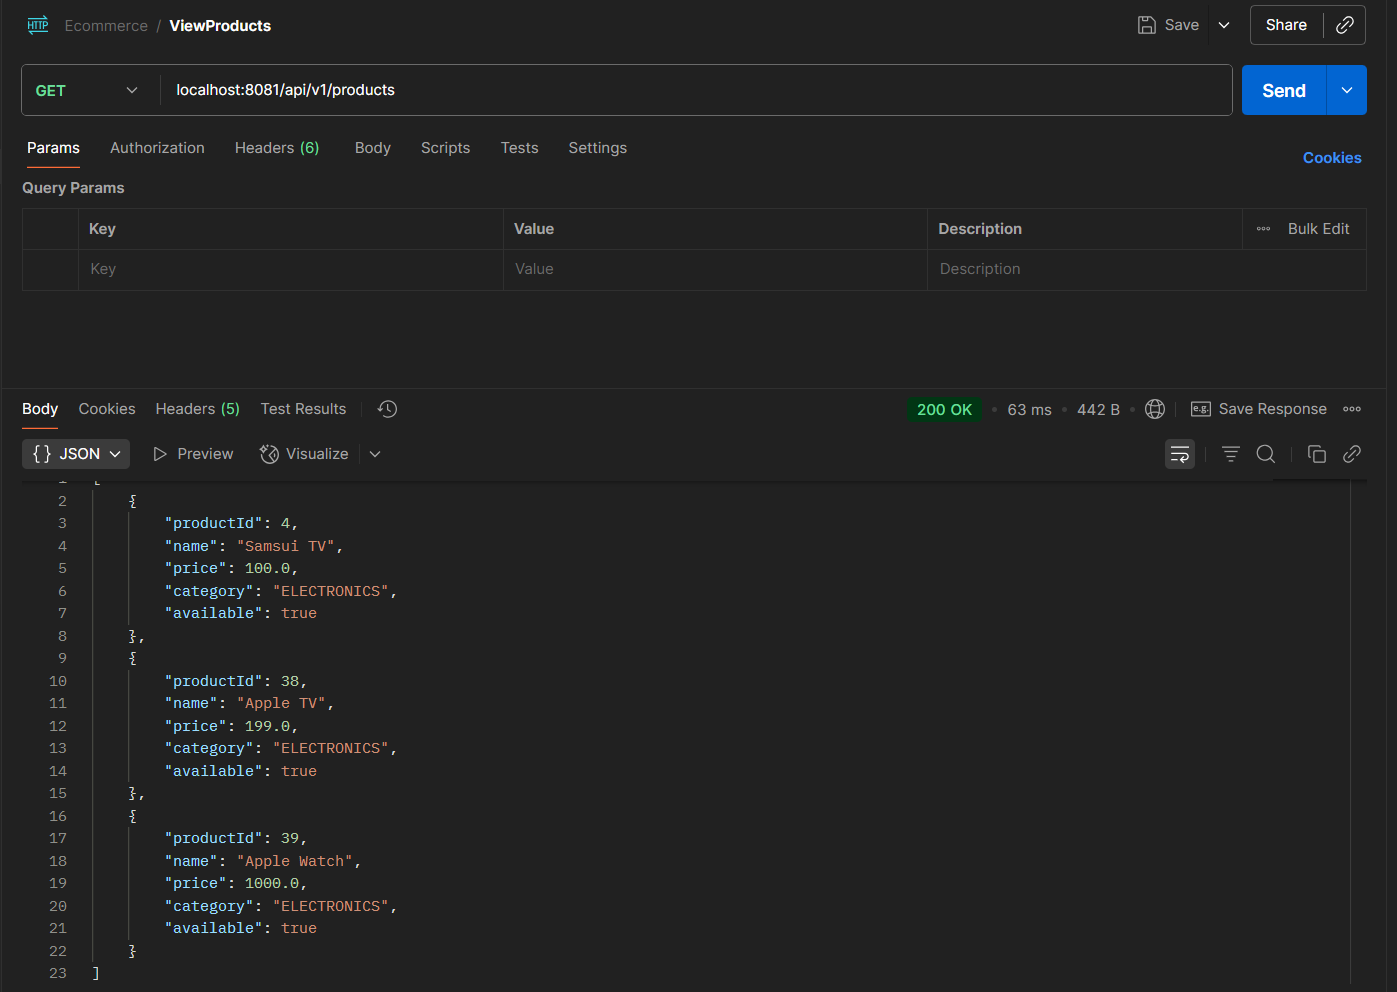 HTTP Ecommerce / ViewProducts Save Share
GET localhost:8081/api/v1/products Send
Params Authorization Headers (6) Body Scripts Tests Settings Cookies
Query Params
Key Value Description Bulk Edit
Key Value Description
Body Cookies Headers (5) Test Results 200 OK • 63 ms • 442 B • e.g. Save Response
{} JSON Preview Visualize
1 [
2 {
3 "productId": 4,
4 "name": "Samsui TV",
5 "price": 100.0,
6 "category": "ELECTRONICS",
7 "available": true
8 },
9 {
10 "productId": 38,
11 "name": "Apple TV",
12 "price": 199.0,
13 "category": "ELECTRONICS",
14 "available": true
15 },
16 {
17 "productId": 39,
18 "name": "Apple Watch",
19 "price": 1000.0,
20 "category": "ELECTRONICS",
21 "available": true
22 }
23 ]